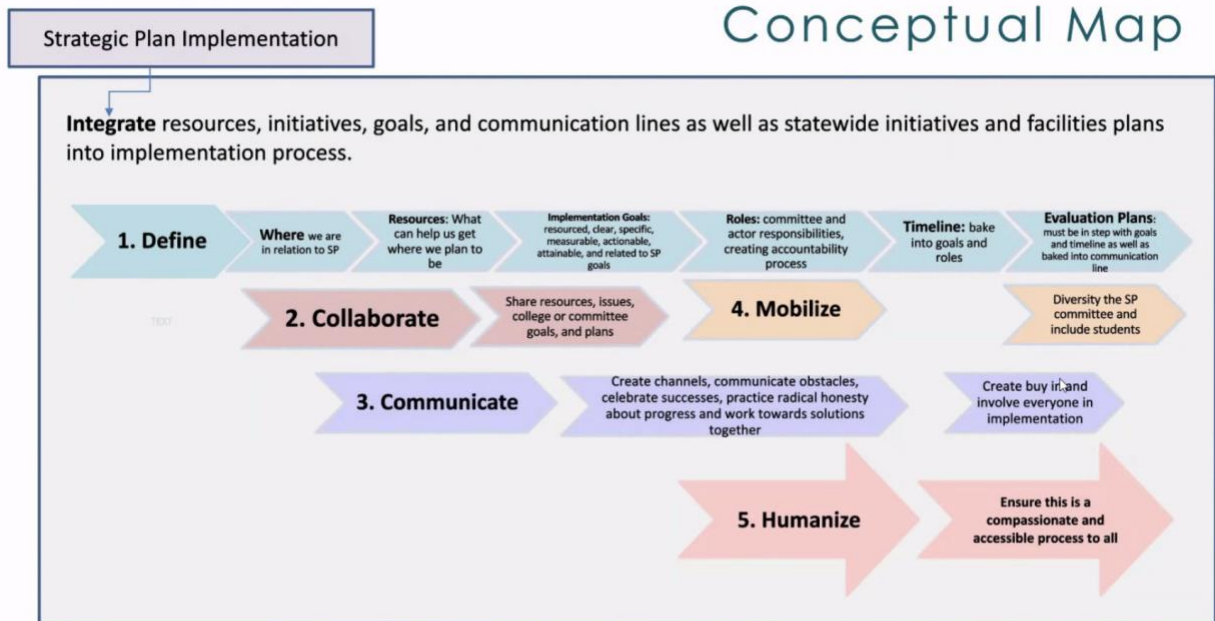 Conceptual Map
Strategic Plan Implementation
Integrate resources, initiatives, goals, and communication lines as well as statewide initiatives and facilities plans
into implementation process.
1. Define
Where we are
in relation to SP
Resources: What
can help us get
where we plan to
be
Implementation Goals:
resourced, clear, specific,
measurable, actionable,
attainable, and related to SP
goals
Roles: committee and
actor responsibilities,
creating accountability
process
Timeline: bake
into goals and
roles
Evaluation Plans:
must be in step with goals
and timeline as well as
baked into communication
line
2. Collaborate
Share resources, issues,
college or committee
goals, and plans
4. Mobilize
Diversity the SP
committee and
include students
3. Communicate
Create channels, communicate obstacles,
celebrate successes, practice radical honesty
about progress and work towards solutions
together
Create buy in and
involve everyone in
implementation
5. Humanize
Ensure this is a
compassionate and
accessible process to all